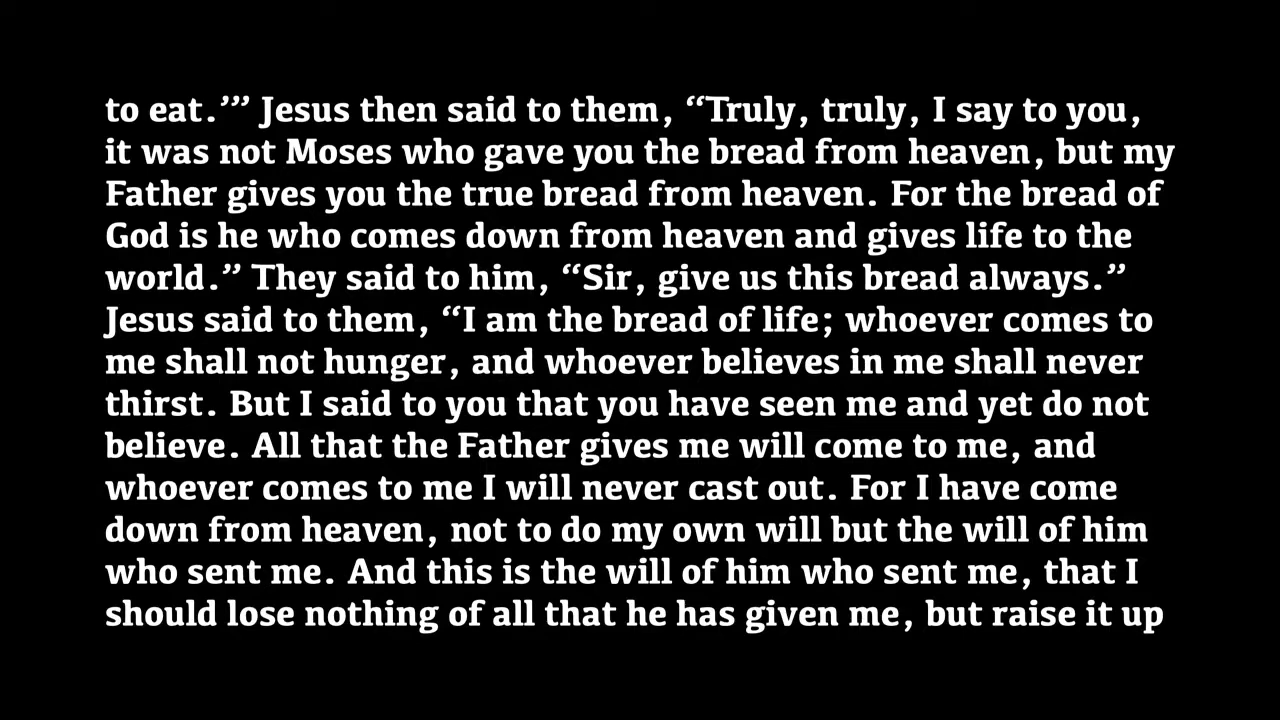 to eat.’” Jesus then said to them, “Truly, truly, I say to you,
it was not Moses who gave you the bread from heaven, but my
Father gives you the true bread from heaven. For the bread of
God is he who comes down from heaven and gives life to the
world.” They said to him, “Sir, give us this bread always.”
Jesus said to them, “I am the bread of life; whoever comes to
me shall not hunger, and whoever believes in me shall never
thirst. But I said to you that you have seen me and yet do not
believe. All that the Father gives me will come to me, and
whoever comes to me I will never cast out. For I have come
down from heaven, not to do my own will but the will of him
who sent me. And this is the will of him who sent me, that I
should lose nothing of all that he has given me, but raise it up